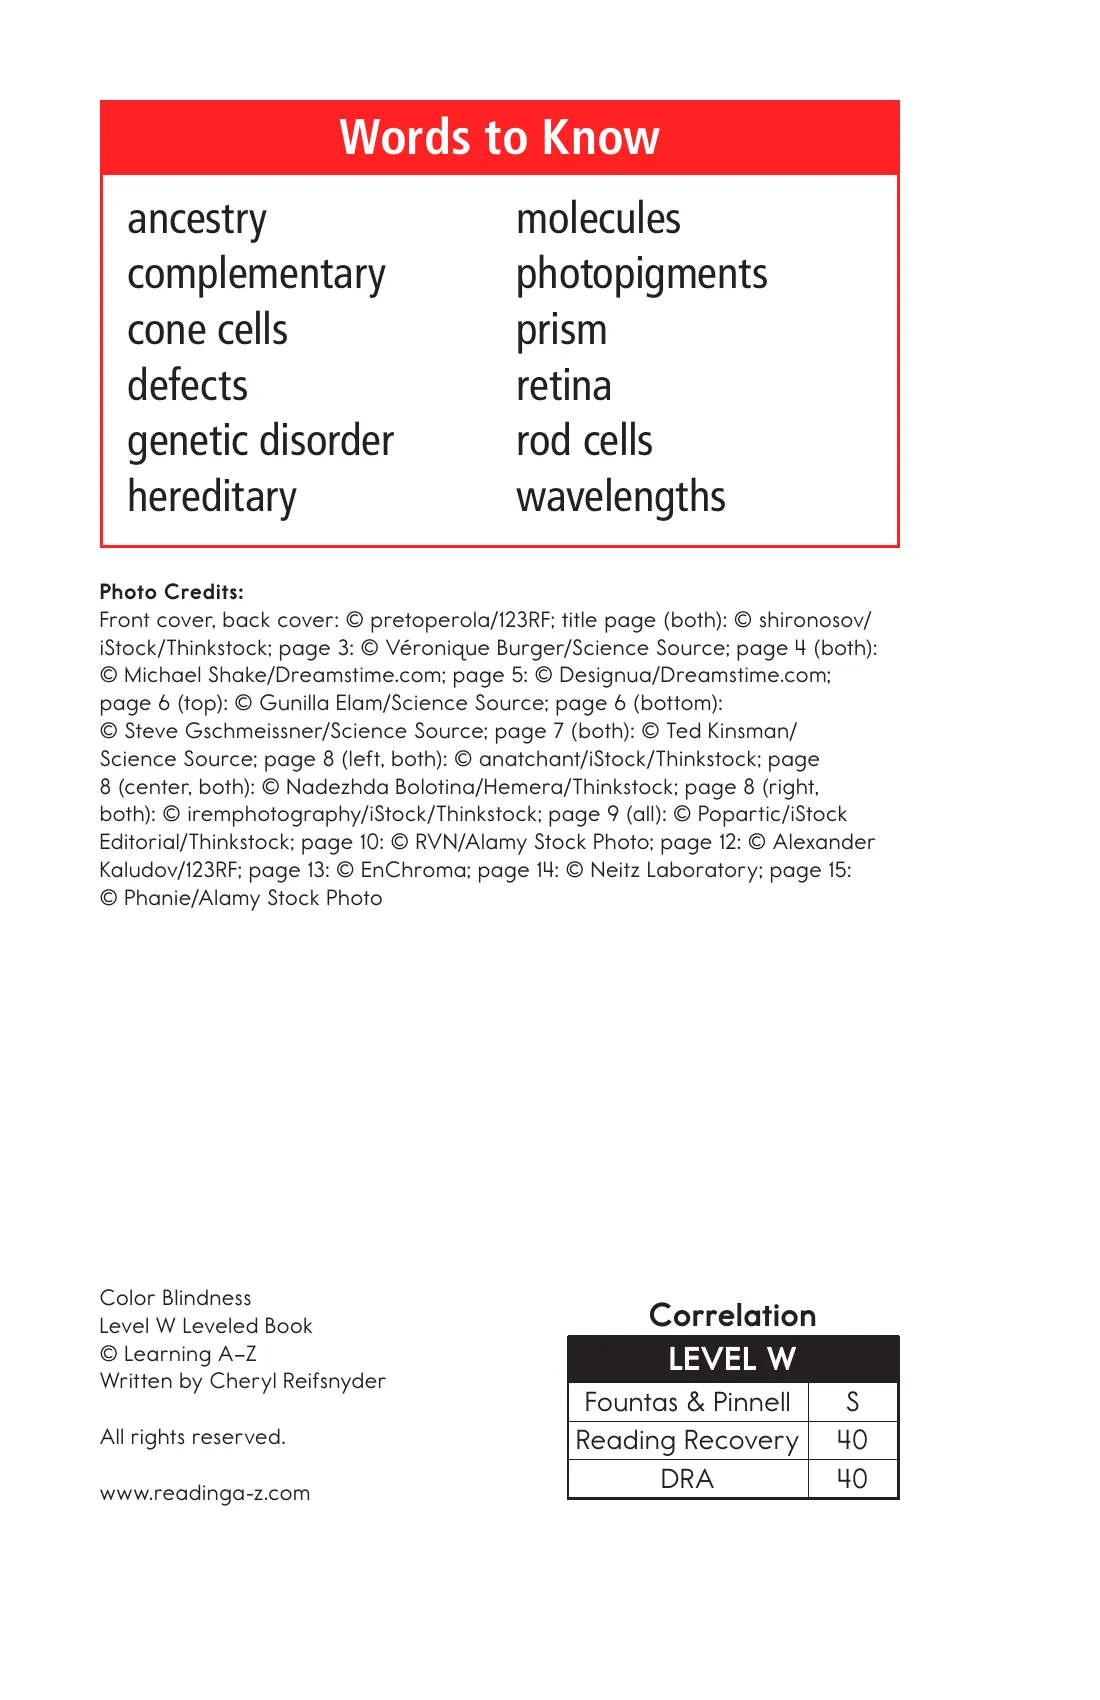 Words to Know
ancestry
complementary
cone cells
defects
genetic disorder
hereditary
molecules
photopigments
prism
retina
rod cells
wavelengths
Photo Credits:
Front cover, back cover: © pretoperola/123RF; title page (both): © shironosov/
iStock/Thinkstock; page 3: © Véronique Burger/Science Source; page 4 (both):
© Michael Shake/Dreamstime.com; page 5: © Designua/Dreamstime.com;
page 6 (top): © Gunilla Elam/Science Source; page 6 (bottom):
© Steve Gschmeissner/Science Source; page 7 (both): © Ted Kinsman/
Science Source; page 8 (left, both): © anatchant/iStock/Thinkstock; page
8 (center, both): © Nadezhda Bolotina/Hemera/Thinkstock; page 8 (right,
both): © iremphotography/iStock/Thinkstock; page 9 (all): © Popartic/iStock
Editorial/Thinkstock; page 10: © RVN/Alamy Stock Photo; page 12: © Alexander
Kaludov/123RF; page 13: © EnChroma; page 14: © Neitz Laboratory; page 15:
© Phanie/Alamy Stock Photo
Color Blindness
Level W Leveled Book
© Learning A–Z
Written by Cheryl Reifsnyder
All rights reserved.
www.readinga-z.com
Correlation
LEVEL W
Fountas & Pinnell S
Reading Recovery 40
DRA 40